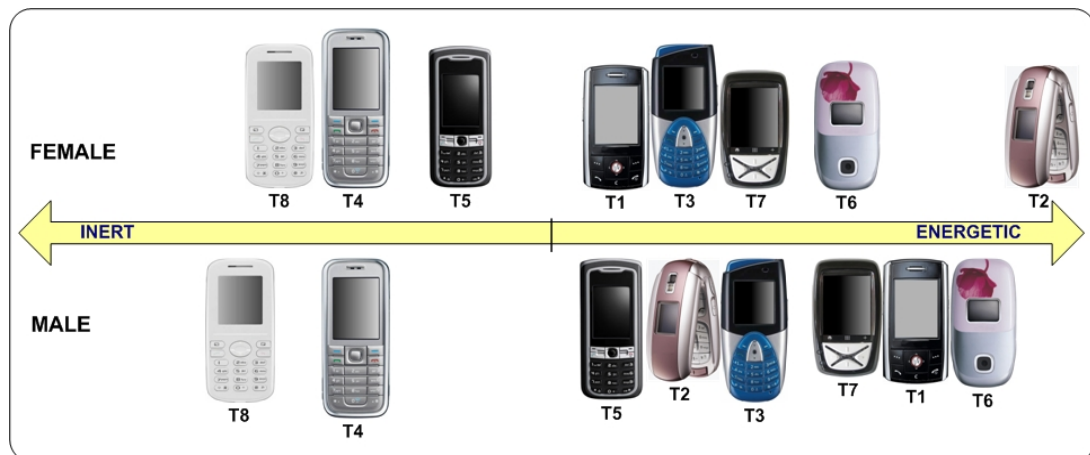 FEMALE
T8 T4 T5 T1 T3 T7 T6 T2
INERT ENERGETIC
MALE
T8 T4 T5 T2 T3 T7 T1 T6